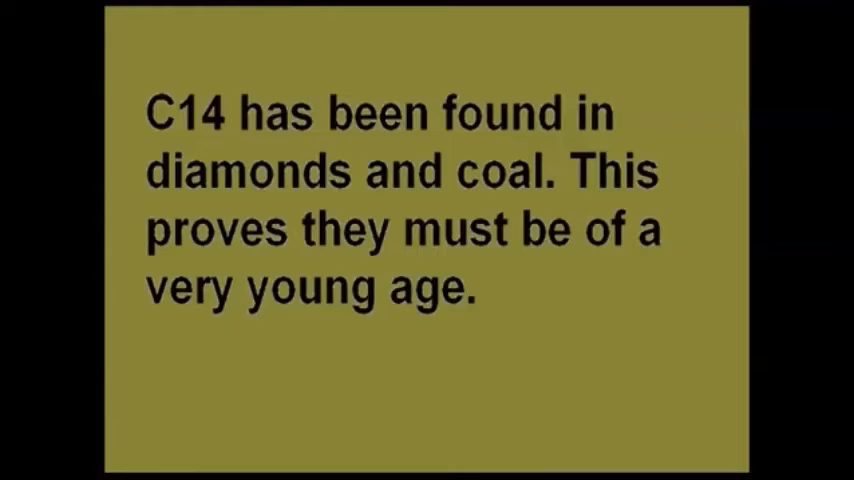 C14 has been found in
diamonds and coal. This
proves they must be of a
very young age.